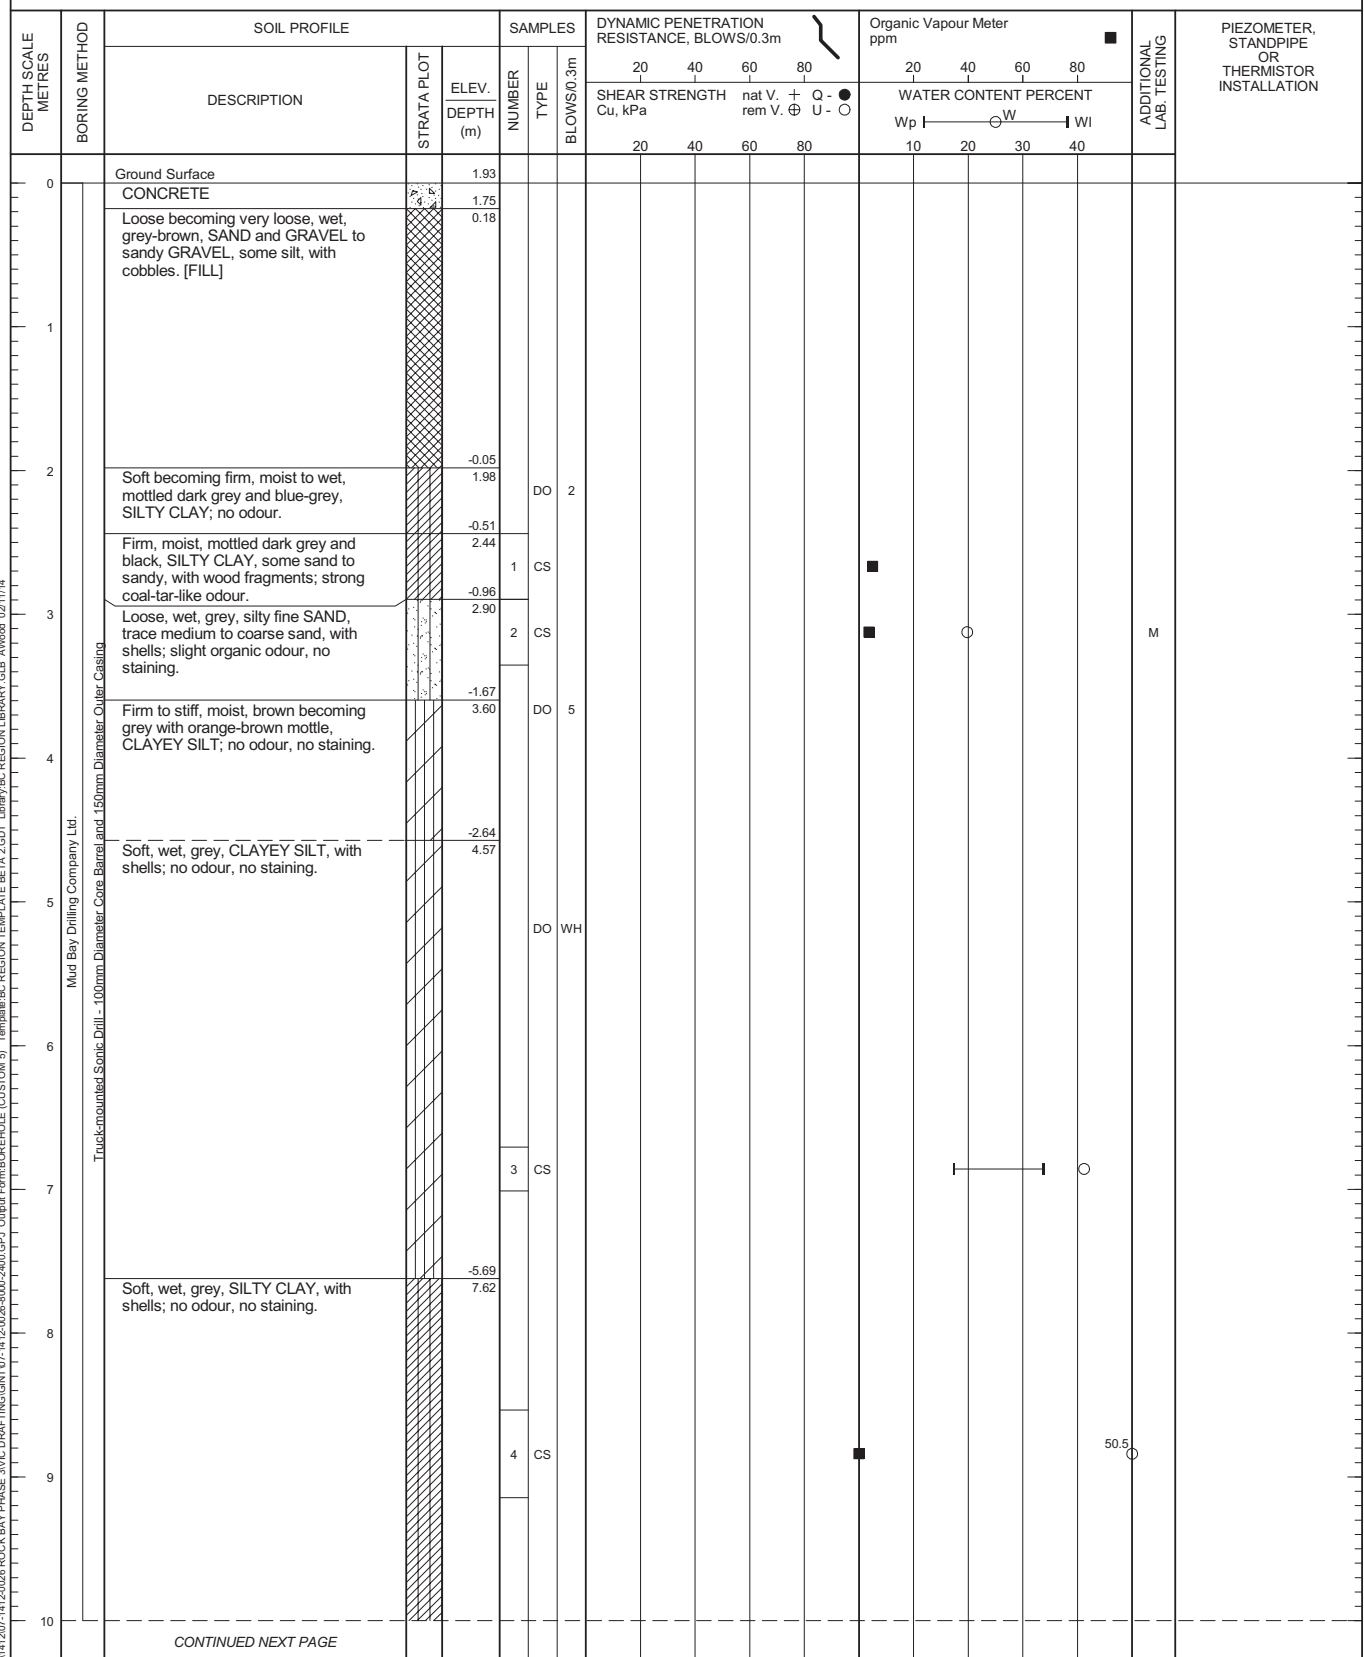 DEPTH SCALE
METRES
BORING METHOD
SOIL PROFILE
DESCRIPTION
STRATA PLOT
ELEV.
DEPTH
(m)
SAMPLES
NUMBER
TYPE
BLOWS/0.3m
DYNAMIC PENETRATION
RESISTANCE, BLOWS/0.3m
20 40 60 80
SHEAR STRENGTH nat V. + Q - ●
Cu, kPa rem V. ⊕ U - ○
20 40 60 80
Organic Vapour Meter
ppm ■
20 40 60 80
WATER CONTENT PERCENT
Wp W Wl
10 20 30 40
ADDITIONAL
LAB. TESTING
PIEZOMETER,
STANDPIPE
OR
THERMISTOR
INSTALLATION
Mud Bay Drilling Company Ltd.
Truck-mounted Sonic Drill - 100mm Diameter Core Barrel and 150mm Diameter Outer Casing
Ground Surface 1.93
0
CONCRETE
1.75
0.18
Loose becoming very loose, wet,
grey-brown, SAND and GRAVEL to
sandy GRAVEL, some silt, with
cobbles. [FILL]
1
-0.05
2
1.98
Soft becoming firm, moist to wet,
mottled dark grey and blue-grey,
SILTY CLAY; no odour.
DO 2
-0.51
2.44
Firm, moist, mottled dark grey and
black, SILTY CLAY, some sand to
sandy, with wood fragments; strong
coal-tar-like odour.
1 CS
-0.96
3
2.90
Loose, wet, grey, silty fine SAND,
trace medium to coarse sand, with
shells; slight organic odour, no
staining.
2 CS
M
-1.67
3.60
Firm to stiff, moist, brown becoming
grey with orange-brown mottle,
CLAYEY SILT; no odour, no staining.
DO 5
4
-2.64
4.57
Soft, wet, grey, CLAYEY SILT, with
shells; no odour, no staining.
5
DO WH
6
3 CS
7
-5.69
7.62
Soft, wet, grey, SILTY CLAY, with
shells; no odour, no staining.
8
4 CS
50.5
9
10
CONTINUED NEXT PAGE